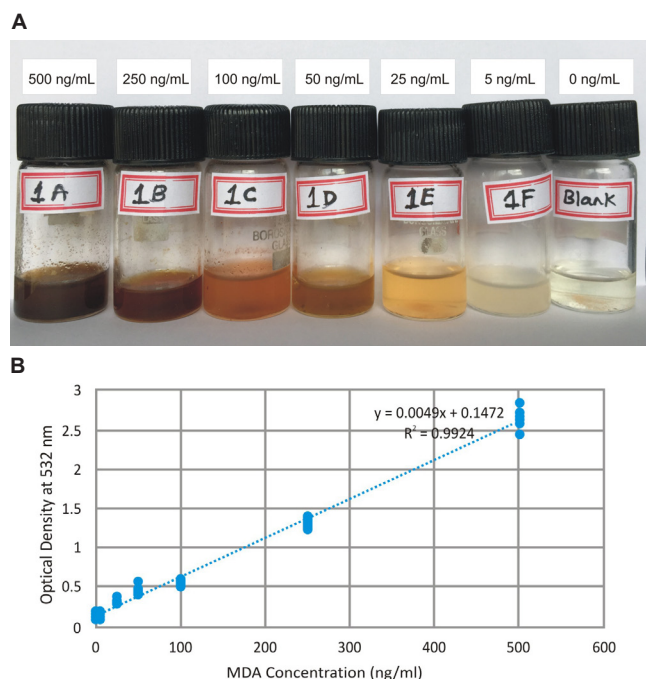 A
500 ng/mL 250 ng/mL 100 ng/mL 50 ng/mL 25 ng/mL 5 ng/mL 0 ng/mL
1A 1B 1C 1D 1E 1F Blank
BOROS
GLA
B
y = 0.0049x + 0.1472
R² = 0.9924
Optical Density at 532 nm
3
2.5
2
1.5
1
0.5
0
0 100 200 300 400 500 600
MDA Concentration (ng/ml)